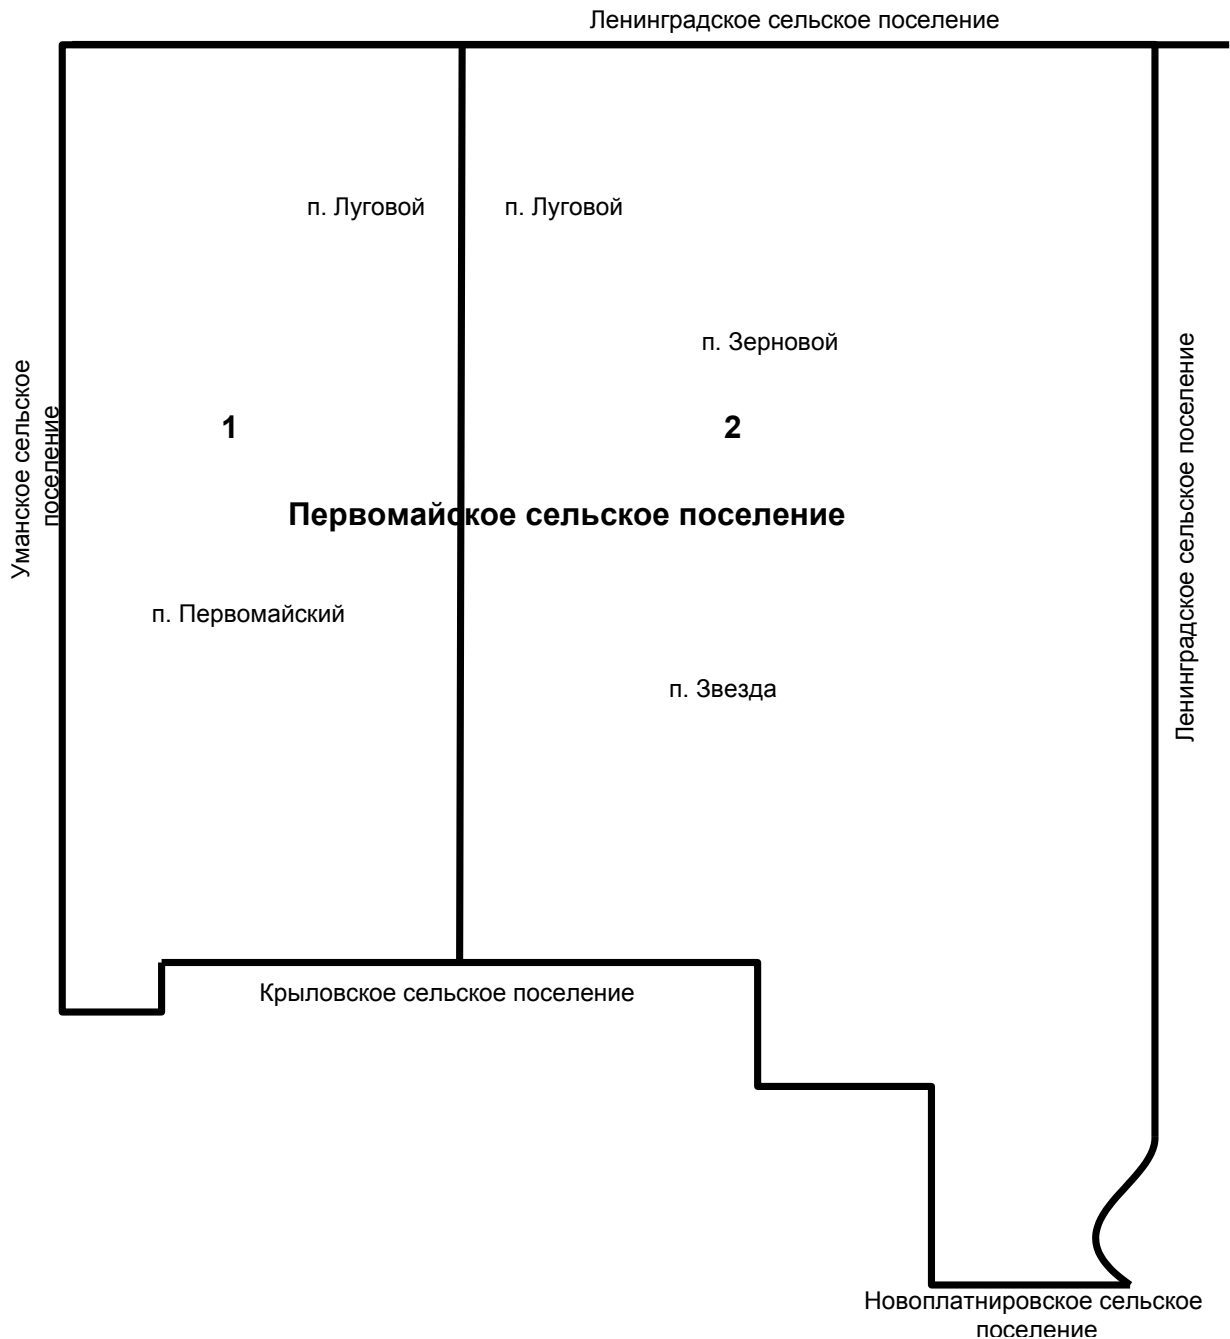 Ленинградское сельское поселение
п. Луговой
п. Луговой
п. Зерновой
Уманское сельское
поселение
Ленинградское сельское поселение
1
2
Первомайское сельское поселение
п. Первомайский
п. Звезда
Крыловское сельское поселение
Новоплатнировское сельское
поселение